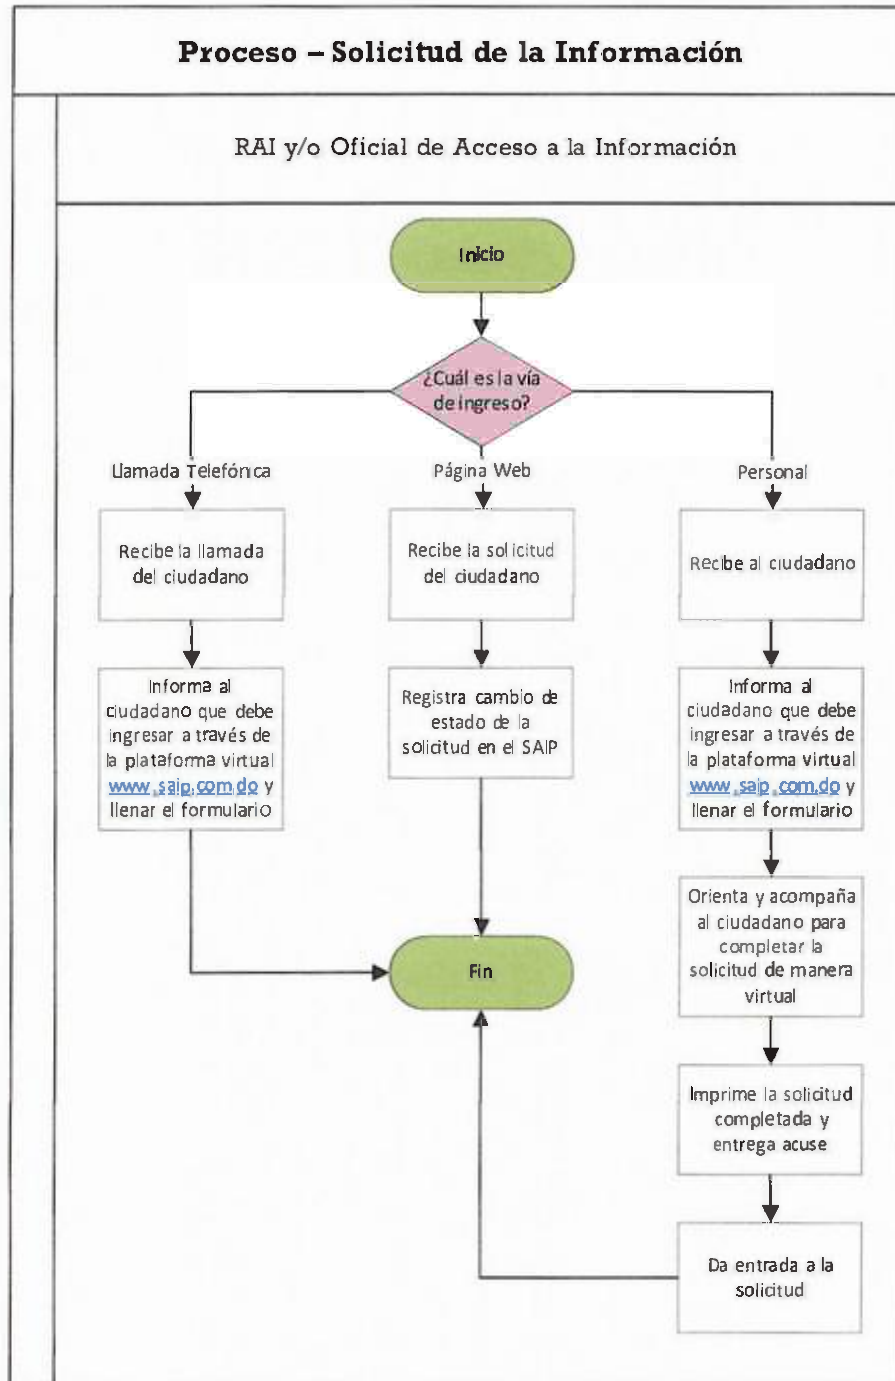 Proceso – Solicitud de la Información
RAI y/o Oficial de Acceso a la Información
Inicio
¿Cuál es la vía
de ingreso?
Llamada Telefónica
Página Web
Personal
Recibe la llamada
del ciudadano
Recibe la solicitud
del ciudadano
Recibe al ciudadano
Informa al
ciudadano que debe
ingresar a través de
la plataforma virtual
www.saip.com.do y
llenar el formulario
Registra cambio de
estado de la
solicitud en el SAIP
Informa al
ciudadano que debe
ingresar a través de
la plataforma virtual
www.saip.com.do y
llenar el formulario
Orienta y acompaña
al ciudadano para
completar la
solicitud de manera
virtual
Fin
Imprime la solicitud
completada y
entrega acuse
Da entrada a la
solicitud